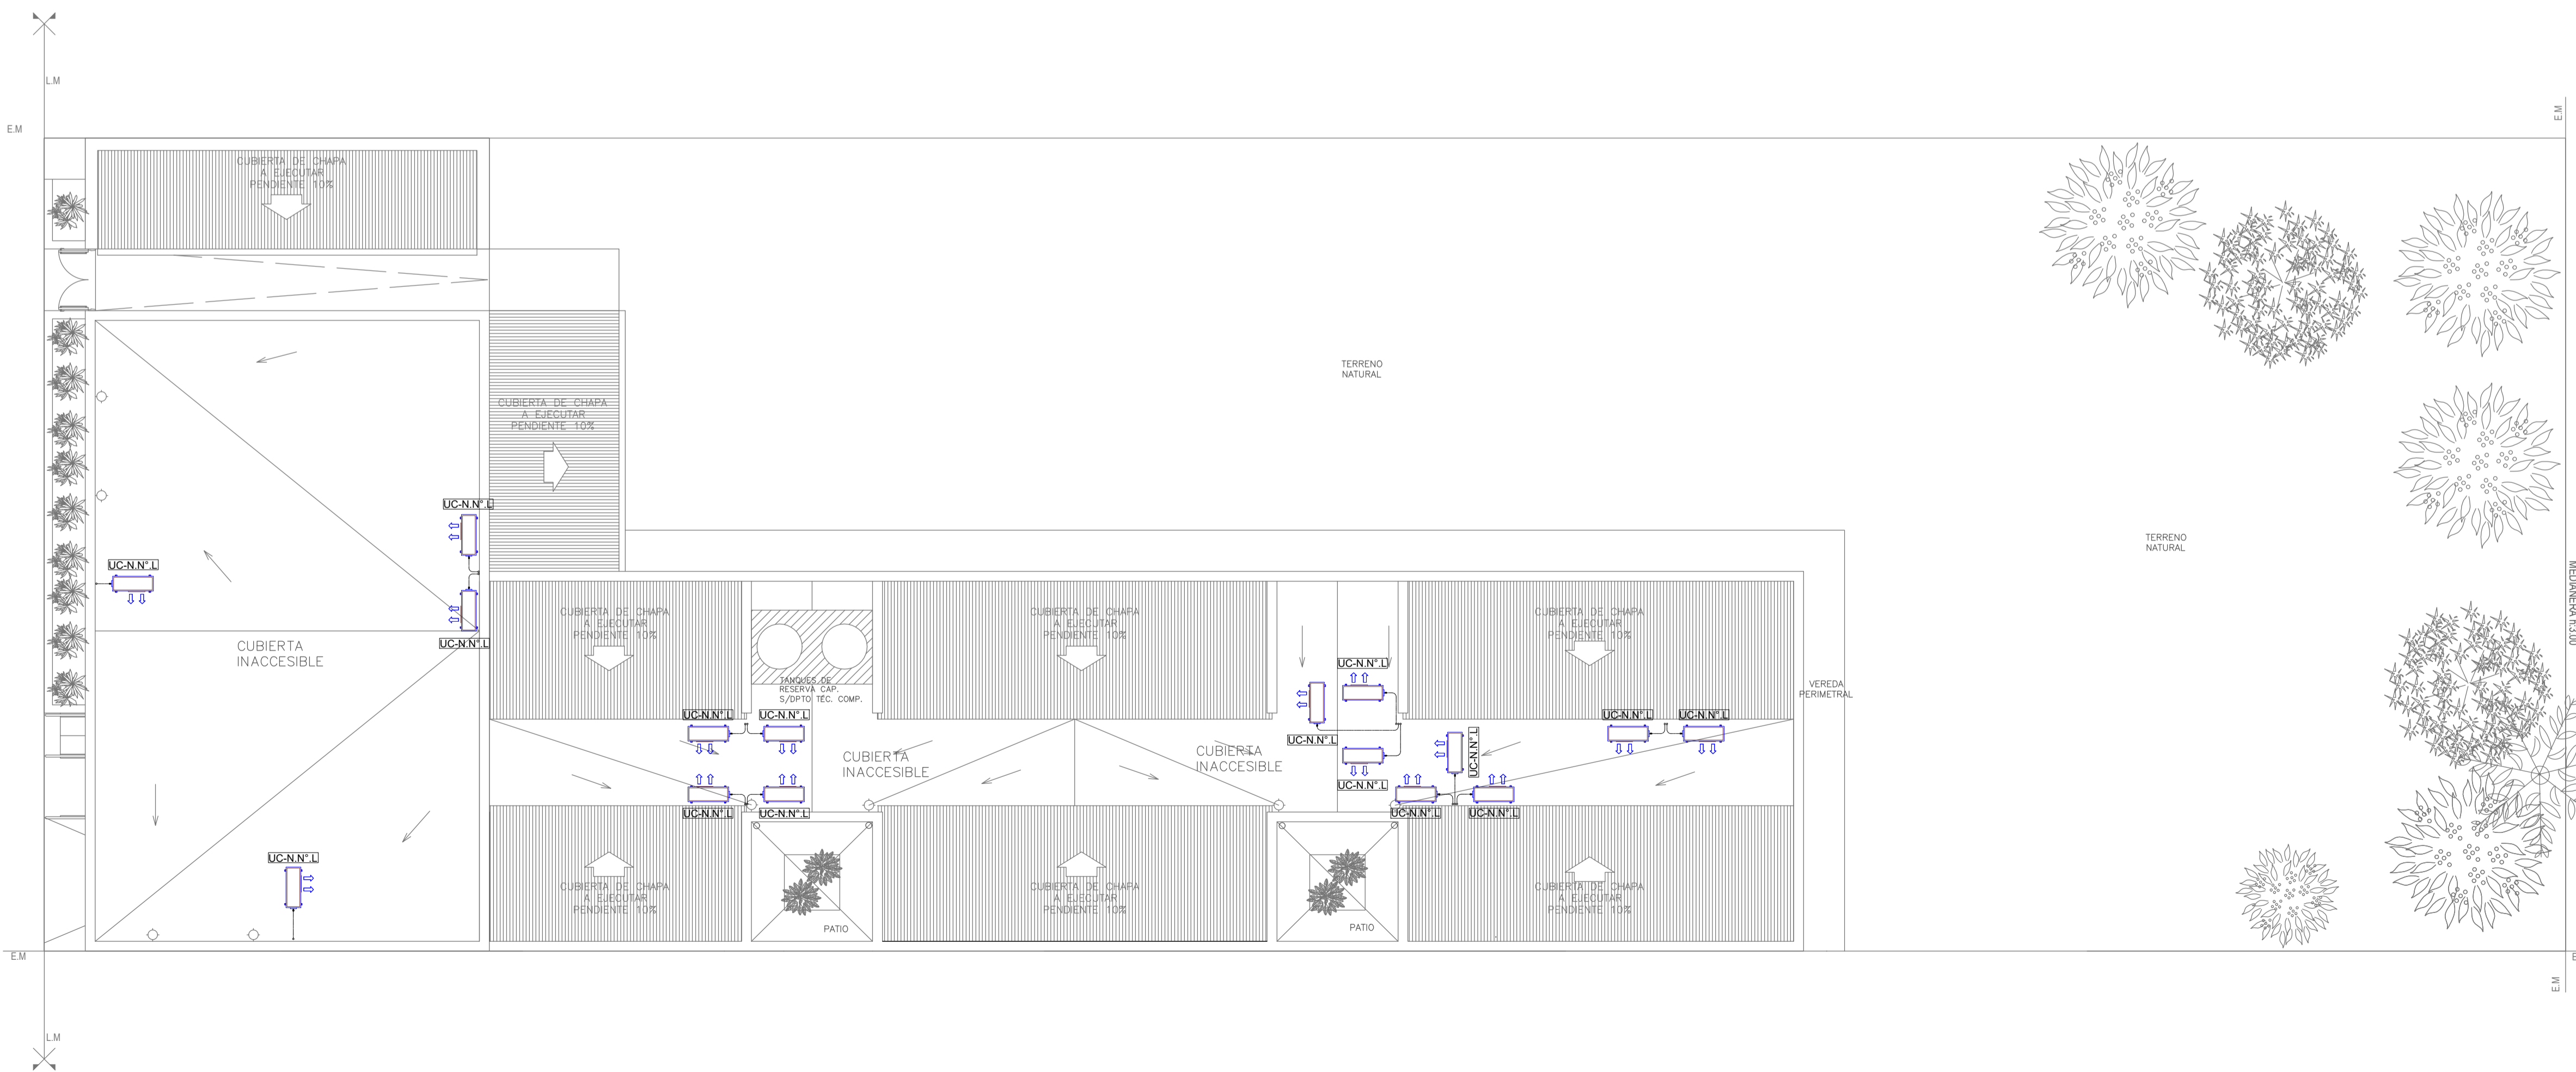 L.M
E.M
E.M
CUBIERTA DE CHAPA
A EJECUTAR
PENDIENTE 10%
TERRENO
NATURAL
CUBIERTA DE CHAPA
A EJECUTAR
PENDIENTE 10%
UC-N.N°.L
TERRENO
NATURAL
UC-N.N°.L
MEDIANERA H:3.00
UC-N.N°.L
CUBIERTA
INACCESIBLE
CUBIERTA DE CHAPA
A EJECUTAR
PENDIENTE 10%
CUBIERTA DE CHAPA
A EJECUTAR
PENDIENTE 10%
CUBIERTA DE CHAPA
A EJECUTAR
PENDIENTE 10%
UC-N.N°.L
TANQUES DE
RESERVA CAP.
S/DPTO TEC. COMP.
VEREDA
PERIMETRAL
UC-N.N°.L
UC-N.N°.L
UC-N.N°.L
UC-N.N°.L
UC-N.N°.L
UC-N.N°.L
CUBIERTA
INACCESIBLE
CUBIERTA
INACCESIBLE
UC-N.N°.L
UC-N.N°.L
UC-N.N°.L
UC-N.N°.L
UC-N.N°.L
UC-N.N°.L
UC-N.N°.L
CUBIERTA DE CHAPA
A EJECUTAR
PENDIENTE 10%
CUBIERTA DE CHAPA
A EJECUTAR
PENDIENTE 10%
CUBIERTA DE CHAPA
A EJECUTAR
PENDIENTE 10%
PATIO
PATIO
E.M
E.M
L.M